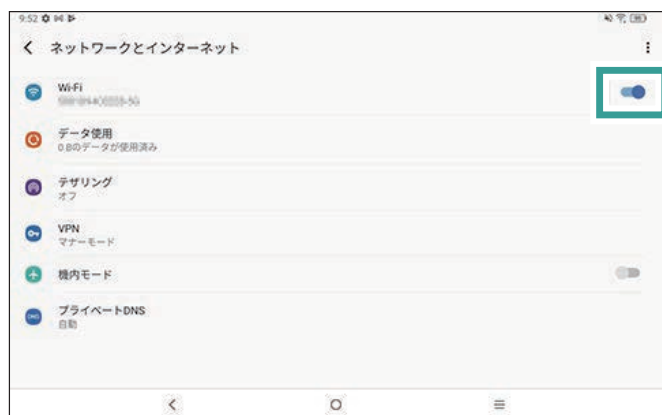 9:52
ネットワークとインターネット
Wi-Fi
データ使用
0 Bのデータが使用済み
テザリング
オフ
VPN
マナーモード
機内モード
DNS
プライベートDNS
自動